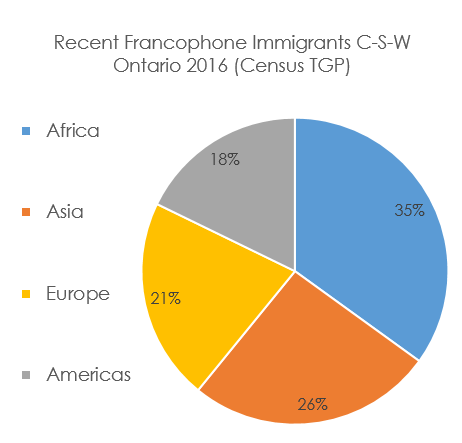 Recent Francophone Immigrants C-S-W
Ontario 2016 (Census TGP)
Africa
Asia
Europe
Americas
18%
35%
21%
26%